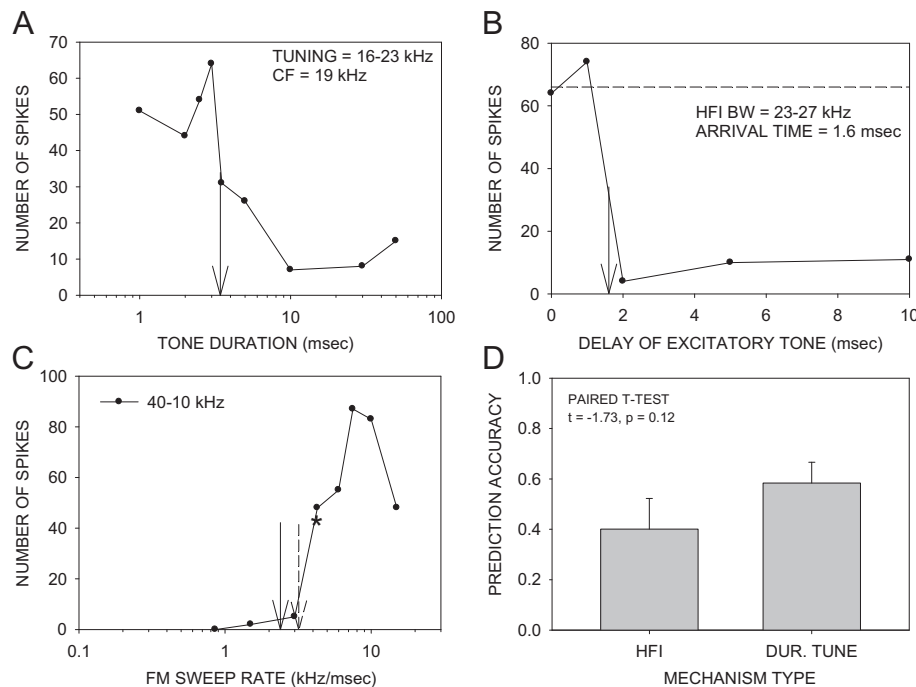 A
NUMBER OF SPIKES
70
60
50
40
30
20
10
0
TUNING = 16-23 kHz
CF = 19 kHz
1
10
100
TONE DURATION (msec)
B
NUMBER OF SPIKES
80
60
40
20
0
HFI BW = 23-27 kHz
ARRIVAL TIME = 1.6 msec
0
2
4
6
8
10
DELAY OF EXCITATORY TONE (msec)
C
NUMBER OF SPIKES
100
80
60
40
20
0
40-10 kHz
*
0.1
1
10
FM SWEEP RATE (kHz/msec)
D
PREDICTION ACCURACY
1.0
0.8
0.6
0.4
0.2
0.0
PAIRED T-TEST
t = -1.73, p = 0.12
HFI
DUR. TUNE
MECHANISM TYPE